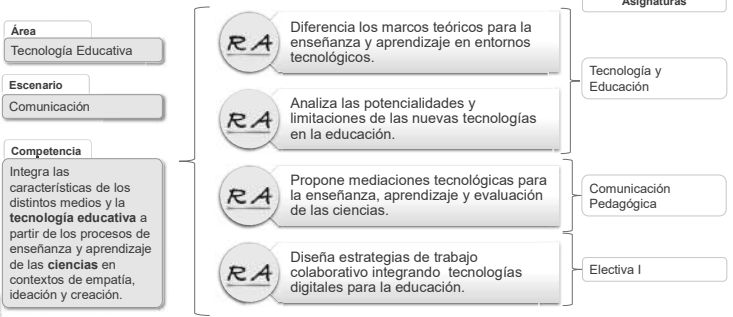 Asignaturas
Área
Tecnología Educativa
Escenario
Comunicación
Competencia
Integra las
características de los
distintos medios y la
tecnología educativa a
partir de los procesos de
enseñanza y aprendizaje
de las ciencias en
contextos de empatía,
ideación y creación.
RA
Diferencia los marcos teóricos para la
enseñanza y aprendizaje en entornos
tecnológicos.
RA
Analiza las potencialidades y
limitaciones de las nuevas tecnologías
en la educación.
RA
Propone mediaciones tecnológicas para
la enseñanza, aprendizaje y evaluación
de las ciencias.
RA
Diseña estrategias de trabajo
colaborativo integrando tecnologías
digitales para la educación.
Tecnología y
Educación
Comunicación
Pedagógica
Electiva I